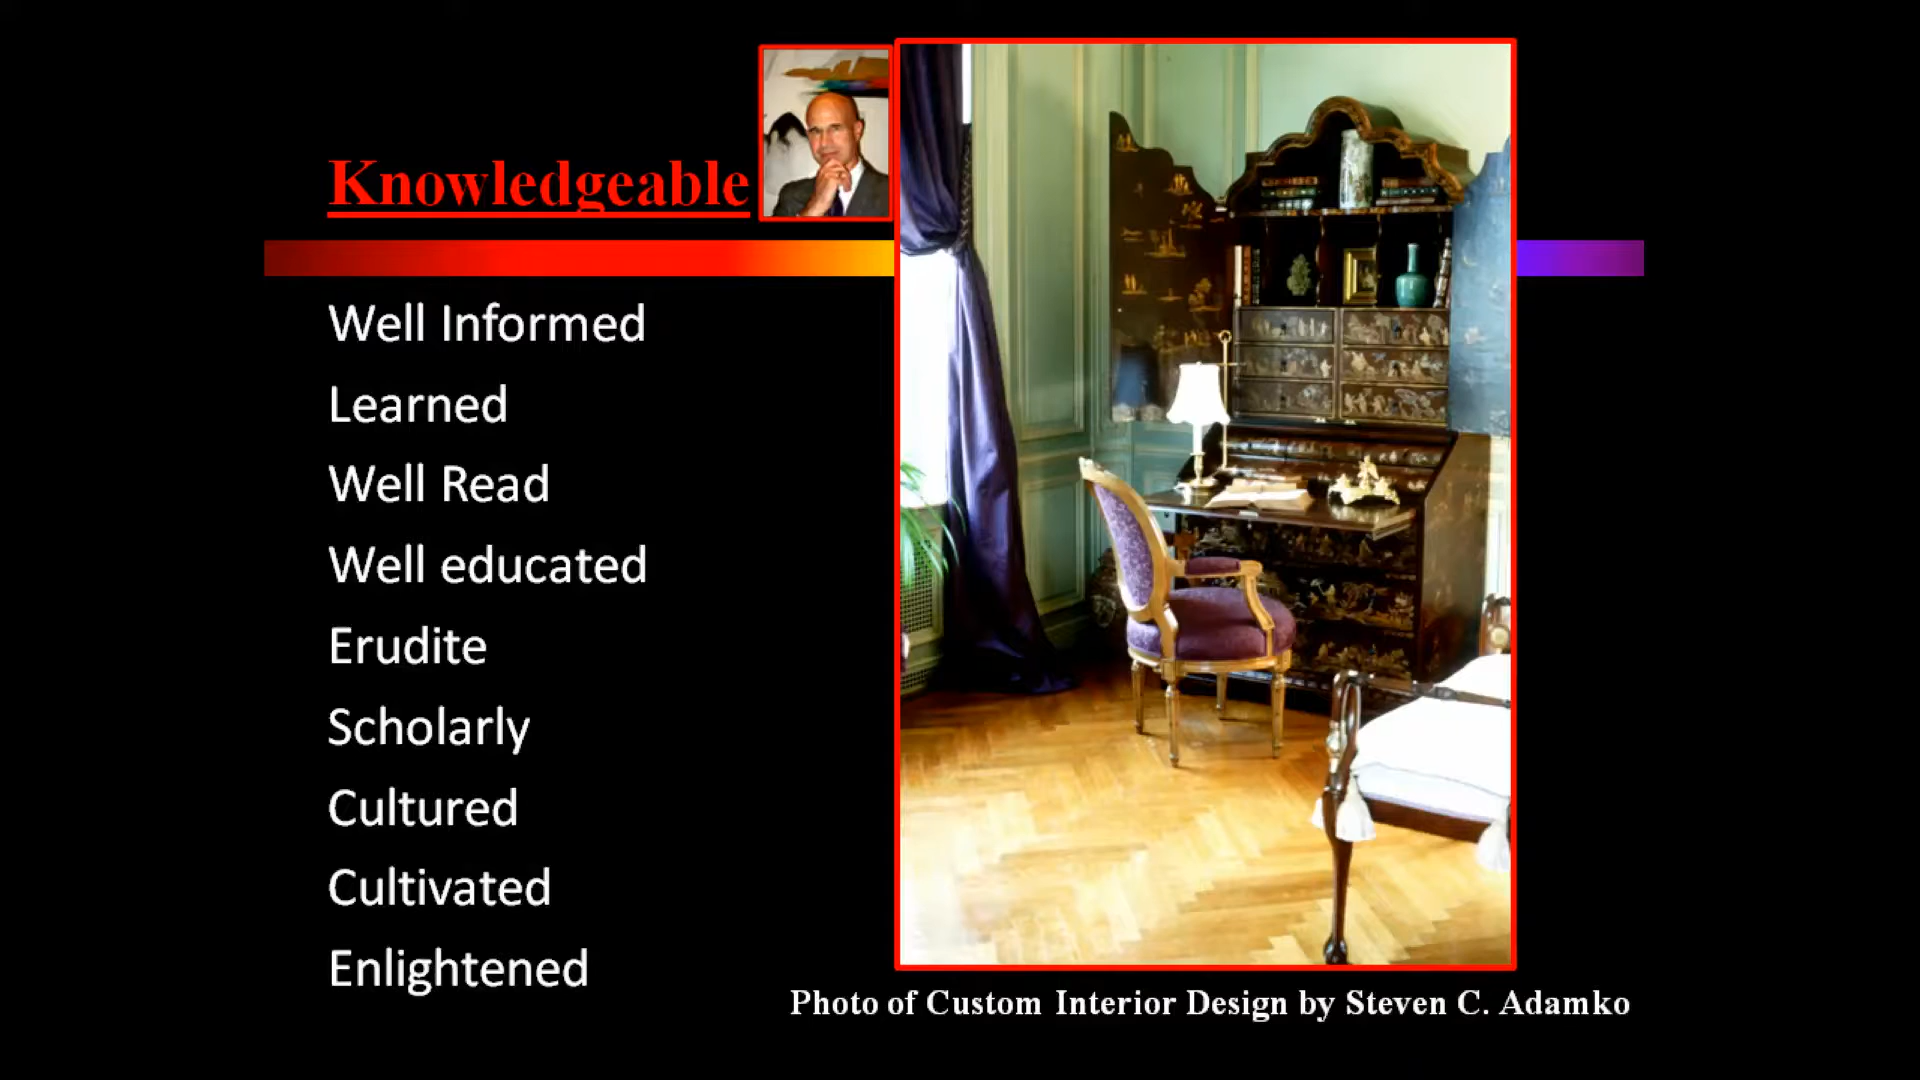 Knowledgeable
Well Informed
Learned
Well Read
Well educated
Erudite
Scholarly
Cultured
Cultivated
Enlightened
Photo of Custom Interior Design by Steven C. Adamko